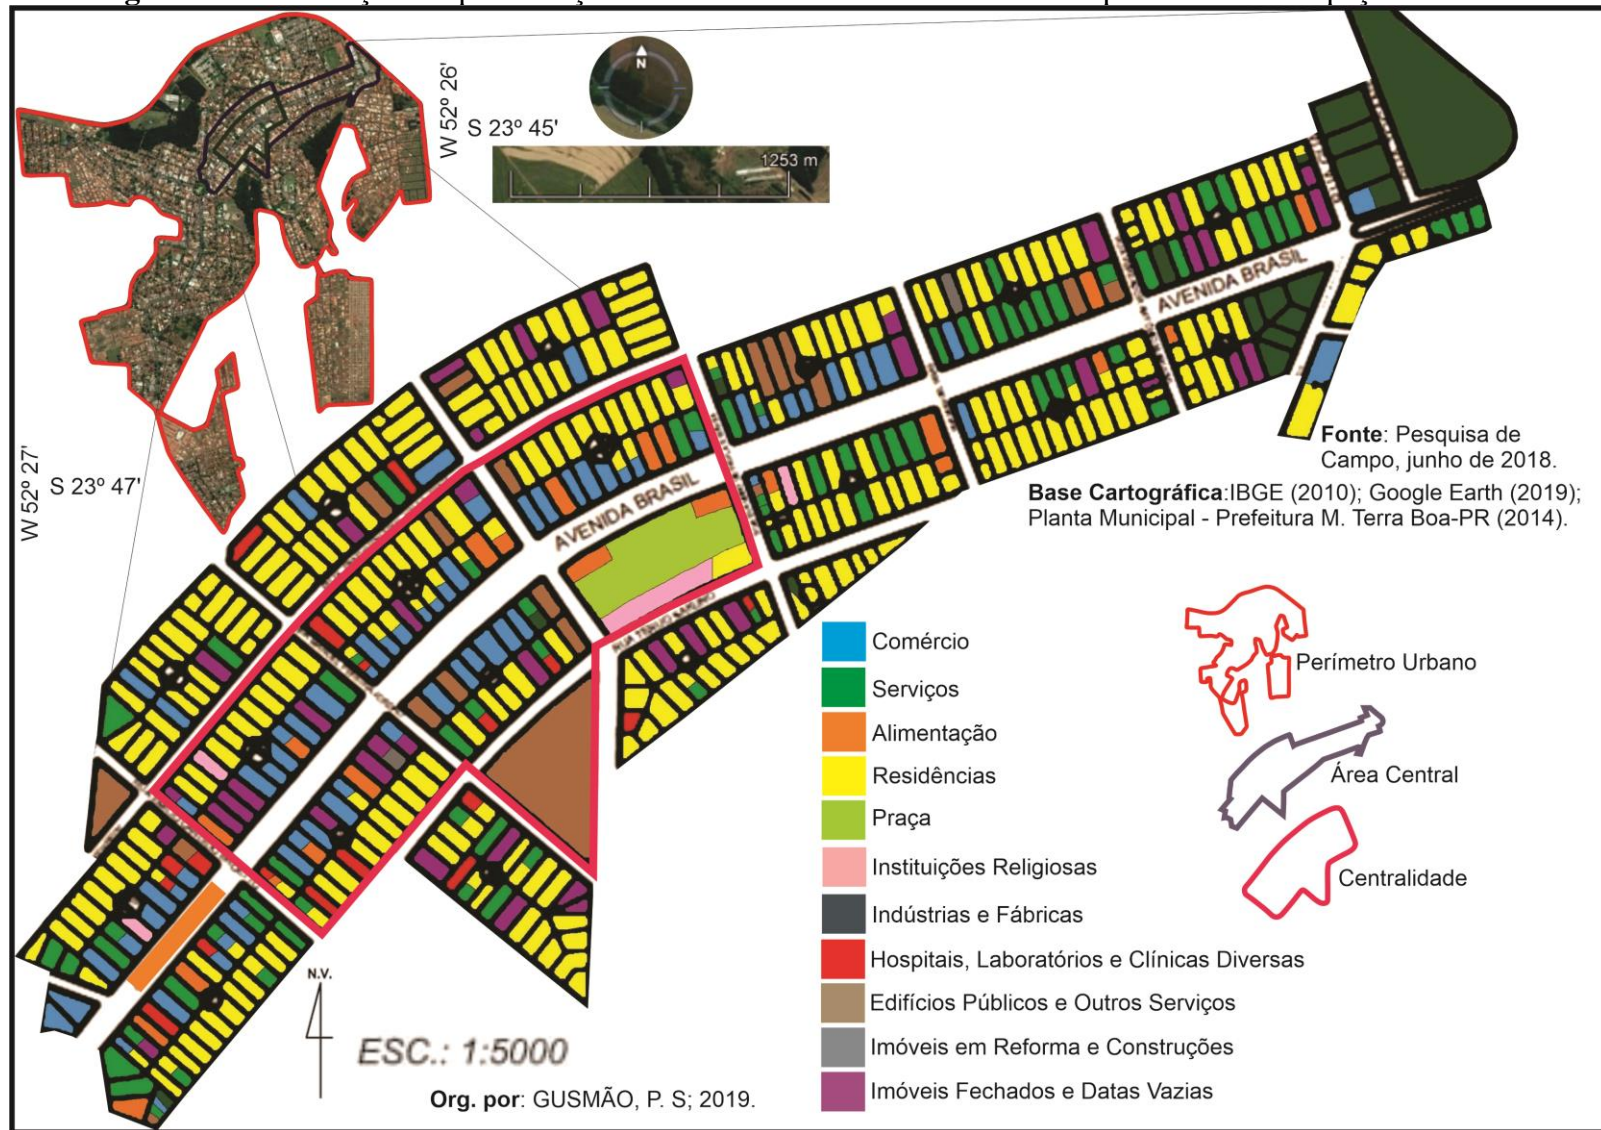 W 52º 26'
S 23º 45'
N
1253 m
AVENIDA BRASIL
W 52º 27'
S 23º 47'
AVENIDA BRASIL
RUA TERUO SAKUNO
Fonte: Pesquisa de
Campo, junho de 2018.
Base Cartográfica:IBGE (2010); Google Earth (2019);
Planta Municipal - Prefeitura M. Terra Boa-PR (2014).
Comércio
Serviços
Alimentação
Residências
Praça
Instituições Religiosas
Indústrias e Fábricas
Hospitais, Laboratórios e Clínicas Diversas
Edifícios Públicos e Outros Serviços
Imóveis em Reforma e Construções
Imóveis Fechados e Datas Vazias
Perímetro Urbano
Área Central
Centralidade
N.V.
ESC.: 1:5000
Org. por: GUSMÃO, P. S; 2019.